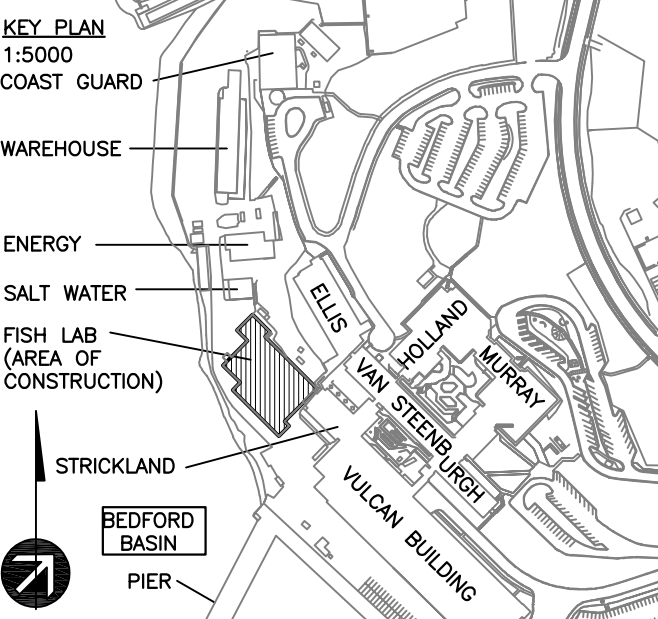 KEY PLAN
1:5000
COAST GUARD
WAREHOUSE
ENERGY
SALT WATER
FISH LAB
(AREA OF
CONSTRUCTION)
STRICKLAND
BEDFORD
BASIN
PIER
ELLIS
HOLLAND
MURRAY
VAN STEENBURGH
VULCAN BUILDING